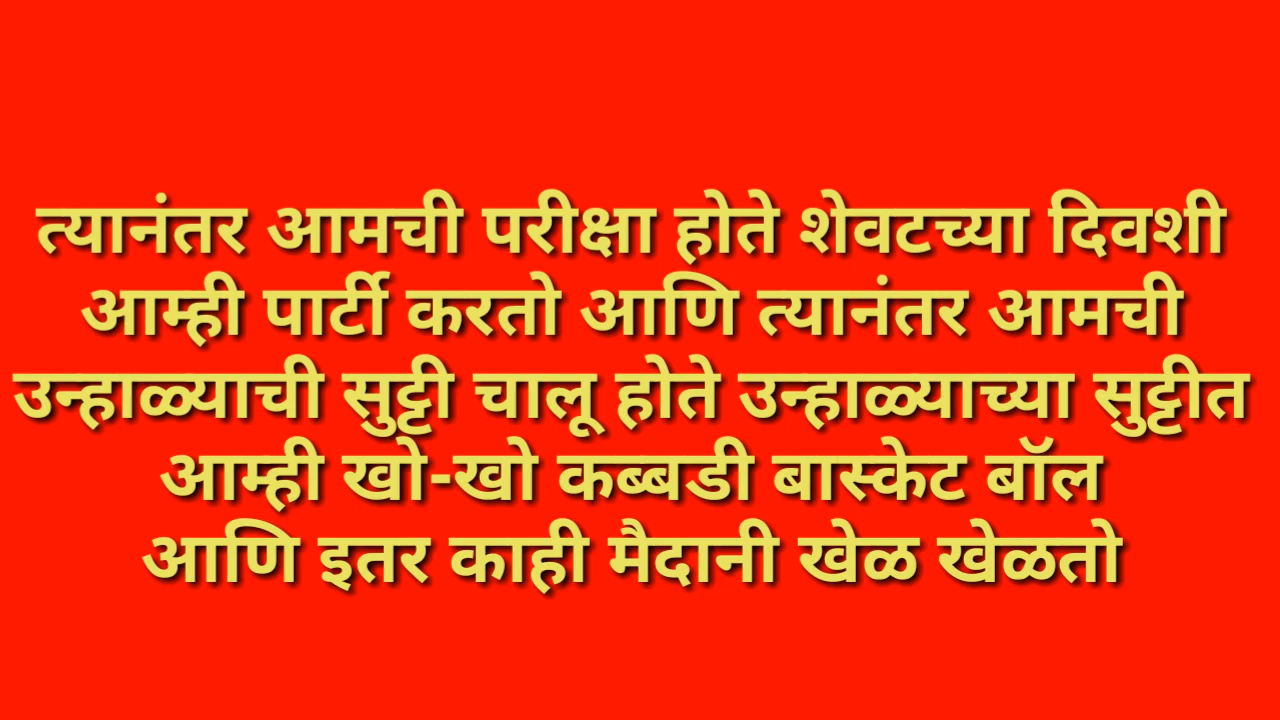 त्यानंतर आमची परीक्षा होते शेवटच्या दिवशी
आम्ही पार्टी करतो आणि त्यानंतर आमची
उन्हाळ्याची सुट्टी चालू होते उन्हाळ्याच्या सुट्टीत
आम्ही खो-खो कब्बडी बास्केट बॉल
आणि इतर काही मैदानी खेळ खेळतो